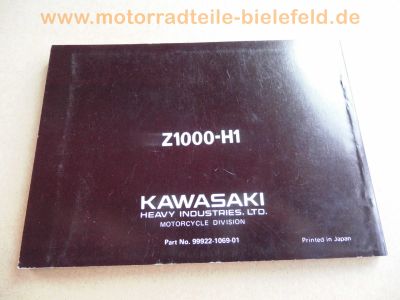 www.motorradteile-bielefeld.de
Z1000-H1
KAWASAKI
HEAVY INDUSTRIES, LTD.
MOTORCYCLE DIVISION
Part No. 99922-1069-01 Printed in Japan